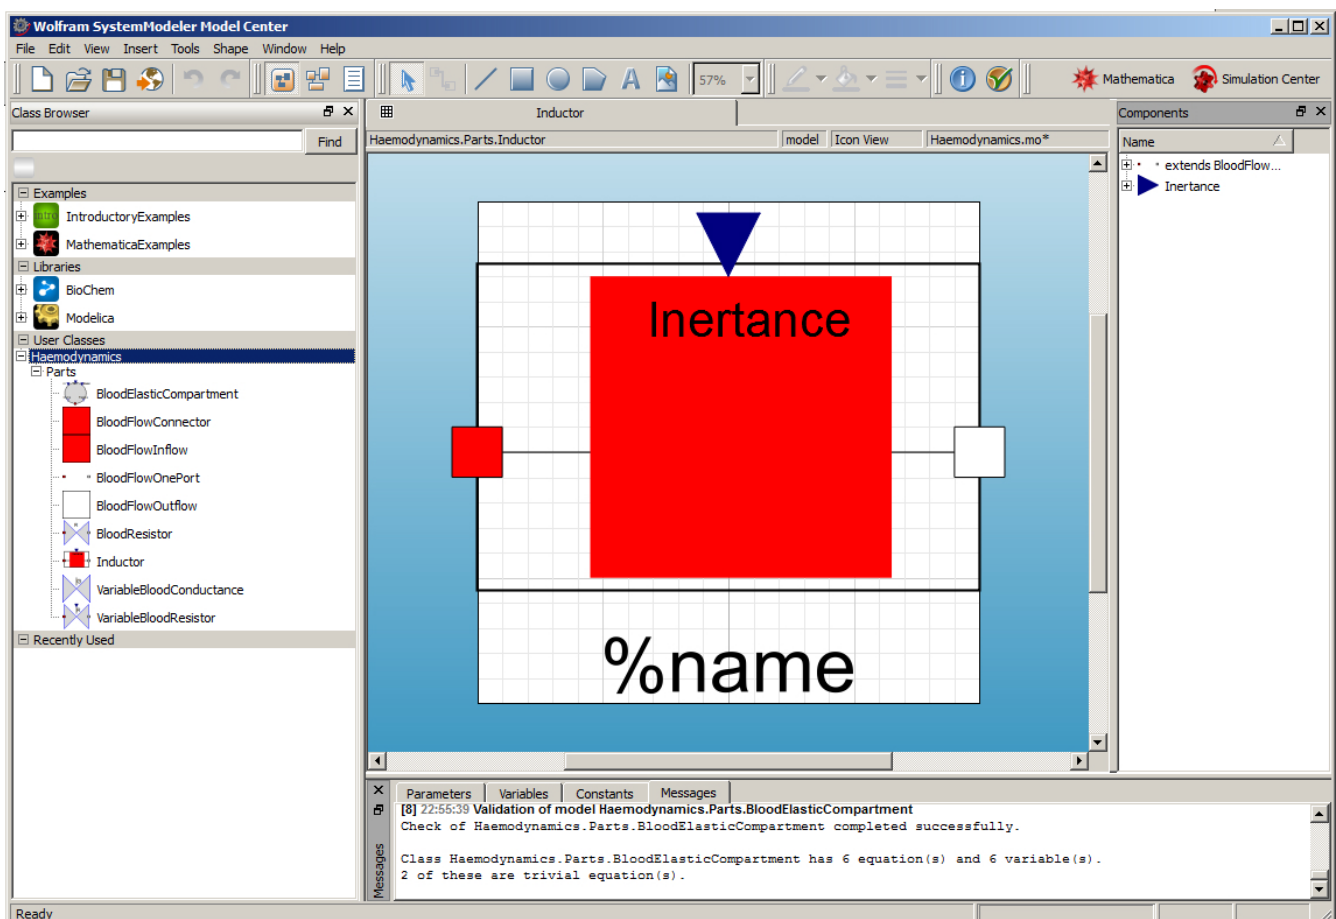 Wolfram SystemModeler Model Center
File Edit View Insert Tools Shape Window Help
57% Mathematica Simulation Center
Class Browser
Find
Examples
intro IntroductoryExamples
MathematicaExamples
Libraries
BioChem
Modelica
User Classes
Haemodynamics
Parts
BloodElasticCompartment
BloodFlowConnector
BloodFlowInflow
BloodFlowOnePort
BloodFlowOutflow
BloodResistor
Inductor
VariableBloodConductance
VariableBloodResistor
Recently Used
Inductor
Haemodynamics.Parts.Inductor model Icon View Haemodynamics.mo*
Inertance
%name
Components
Name
extends BloodFlow...
Inertance
Parameters Variables Constants Messages
Messages
[8] 22:55:39 Validation of model Haemodynamics.Parts.BloodElasticCompartment
Check of Haemodynamics.Parts.BloodElasticCompartment completed successfully.
Class Haemodynamics.Parts.BloodElasticCompartment has 6 equation(s) and 6 variable(s).
2 of these are trivial equation(s).
Ready